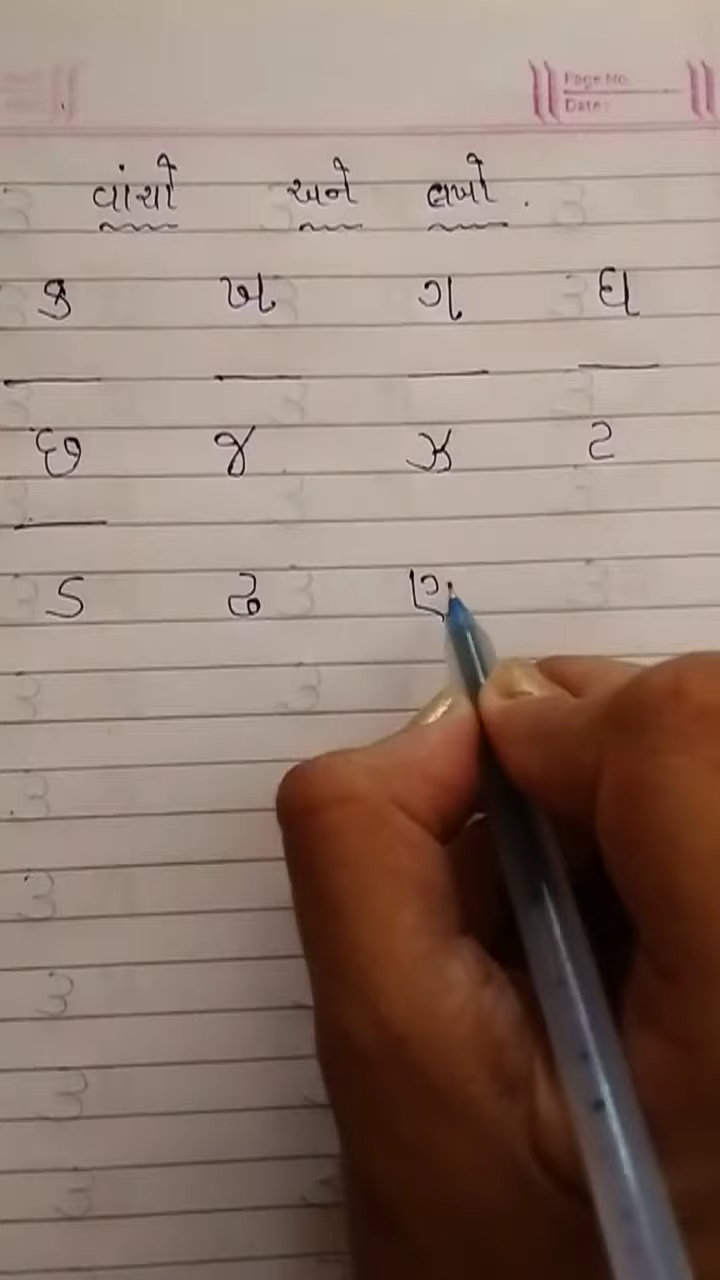 Page No.
Date:
વાંચો અને લખો .
ક ખ ગ ઘ
છ જ ઝ ટ
ડ ઢ